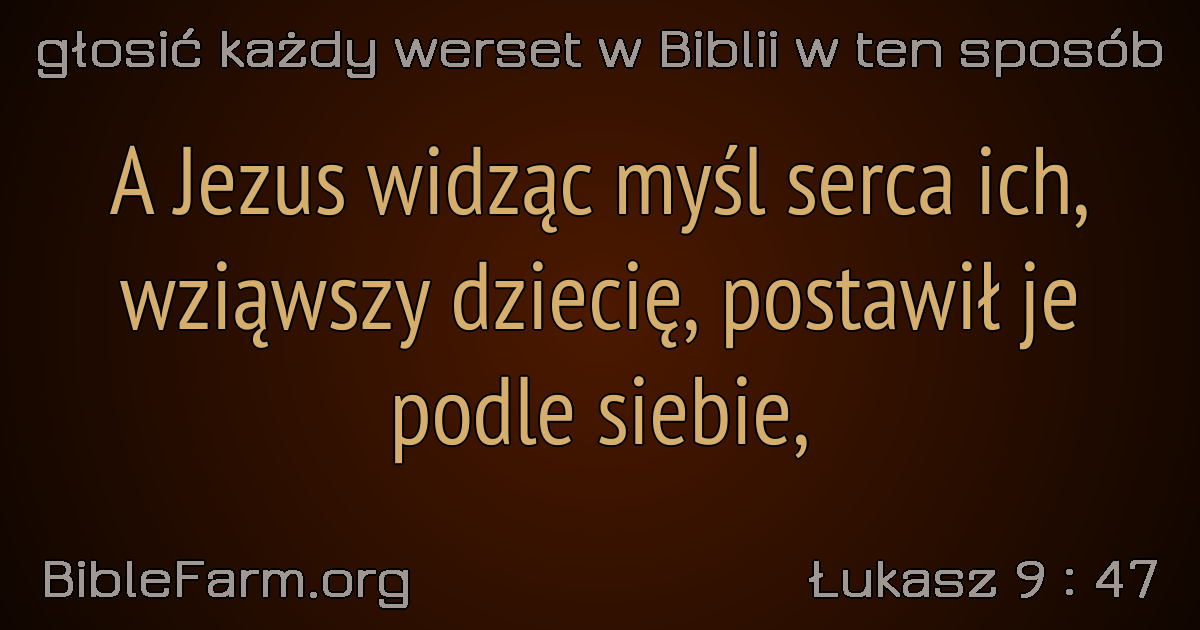 głosić każdy werset w Biblii w ten sposób
A Jezus widząc myśl serca ich,
wziąwszy dziecię, postawił je
podle siebie,
BibleFarm.org
Łukasz 9 : 47